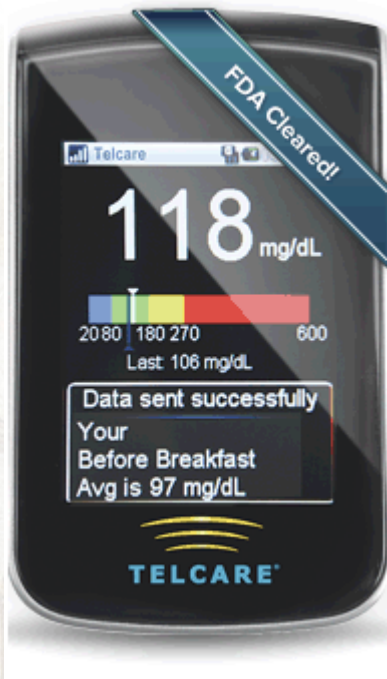 FDA Cleared!
Telcare
118 mg/dL
20 80 180 270 600
Last: 106 mg/dL
Data sent successfully
Your
Before Breakfast
Avg is 97 mg/dL
TELCARE®